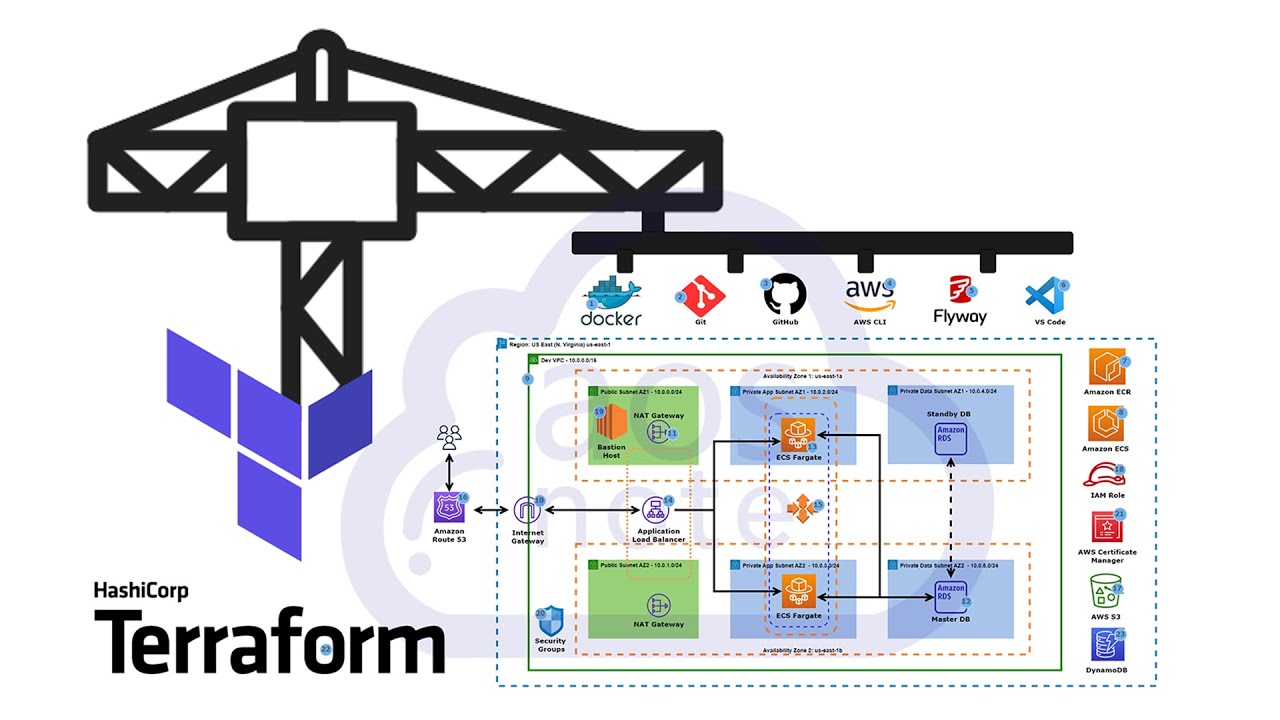 docker
Git
GitHub
aws
AWS CLI
Flyway
VS Code
1
2
3
4
5
6
Region: US East (N. Virginia) us-east-1
Dev VPC - 10.0.0.0/16
9
Availability Zone 1: us-east-1a
Public Subnet AZ1 - 10.0.0.0/24
Private App Subnet AZ1 - 10.0.2.0/24
Private Data Subnet AZ1 - 10.0.4.0/24
19
Bastion
Host
NAT Gateway
11
13
ECS Fargate
Standby DB
Amazon
RDS
53
16
Amazon
Route 53
10
Internet
Gateway
14
Application
Load Balancer
15
aos
note
Public Subnet AZ2 - 10.0.1.0/24
Private App Subnet AZ2 - 10.0.3.0/24
Private Data Subnet AZ2 - 10.0.5.0/24
NAT Gateway
ECS Fargate
Amazon
RDS
12
Master DB
20
Security
Groups
Availability Zone 2: us-east-1b
7
Amazon ECR
8
Amazon ECS
18
IAM Role
21
AWS Certificate
Manager
17
AWS S3
23
DynamoDB
HashiCorp
Terraform
22